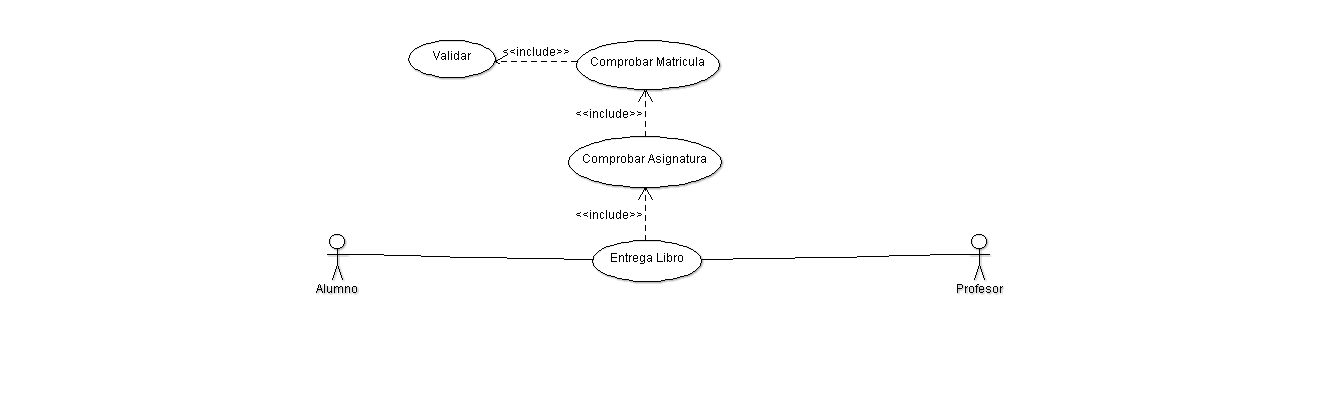 Validar
<<include>>
Comprobar Matricula
<<include>>
Comprobar Asignatura
<<include>>
Entrega Libro
Alumno
Profesor